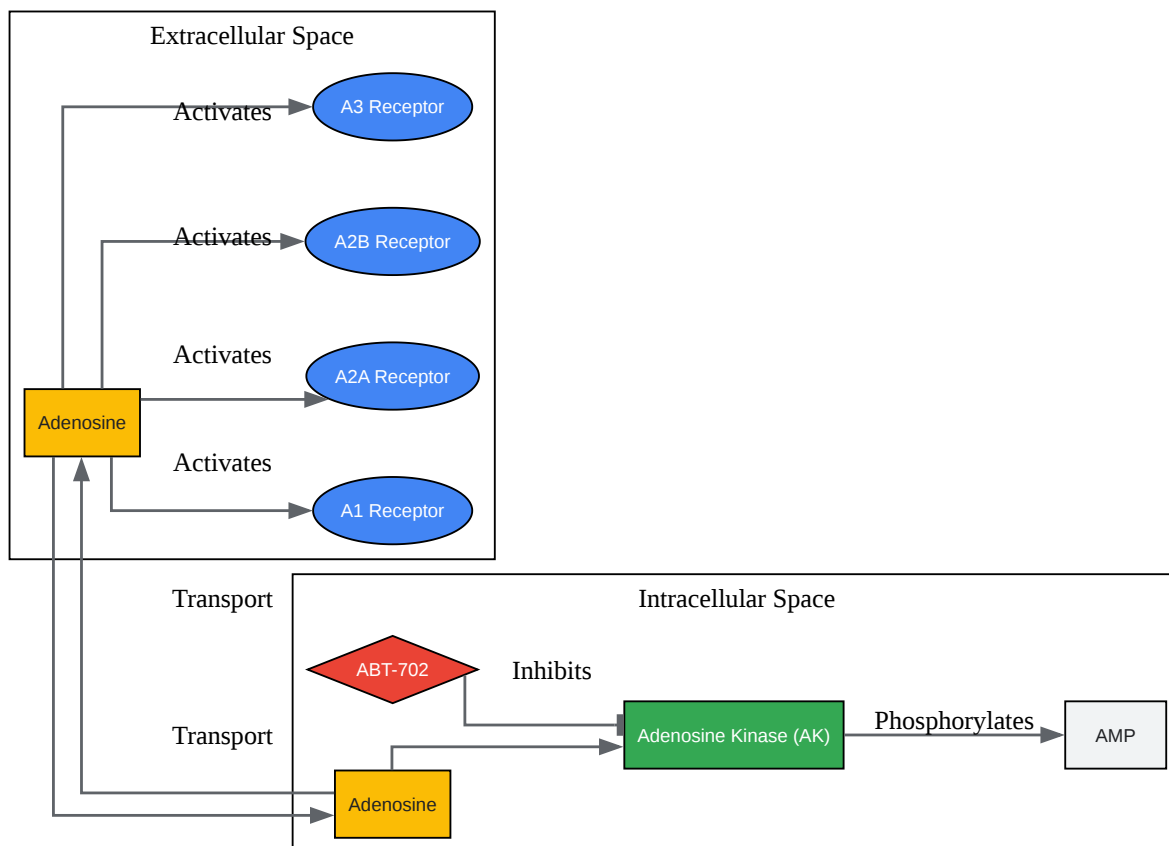 Extracellular Space
Activates
A3 Receptor
Activates
A2B Receptor
Activates
A2A Receptor
Adenosine
Activates
A1 Receptor
Transport
Intracellular Space
ABT-702
Inhibits
Transport
Adenosine Kinase (AK)
Phosphorylates
AMP
Adenosine